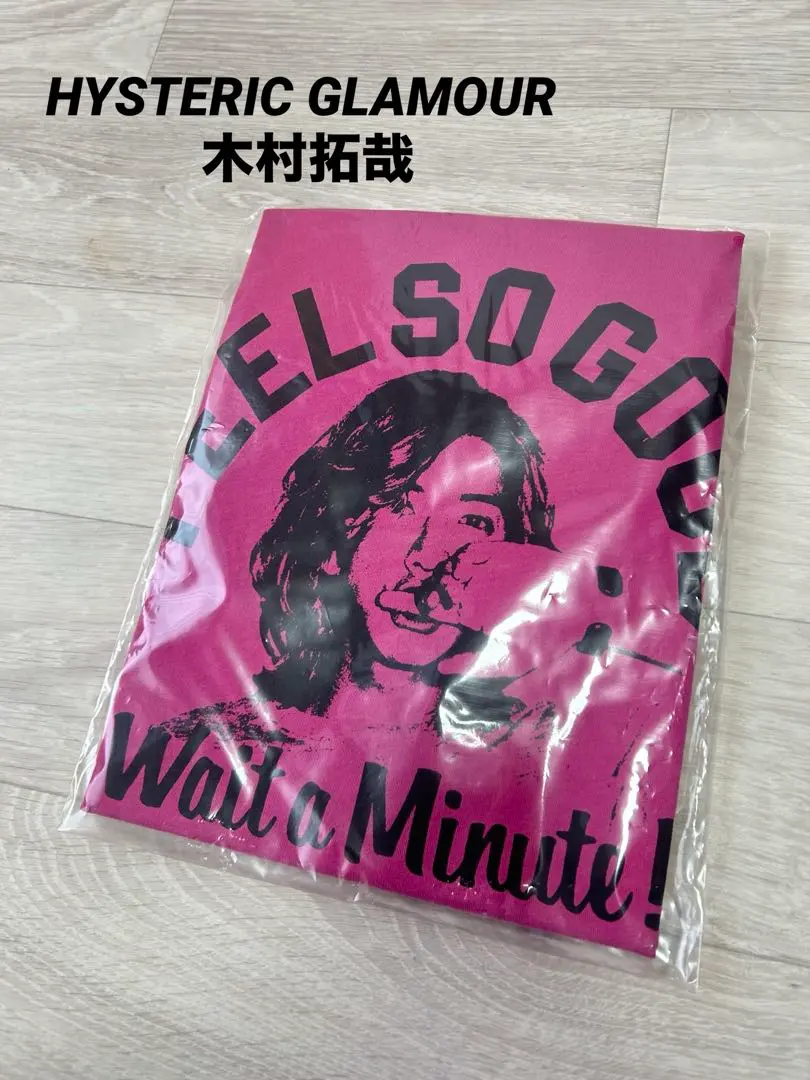 HYSTERIC GLAMOUR
木村拓哉
FEEL SO GOOD
Wait a Minute!